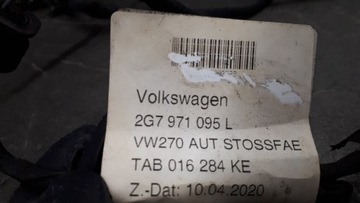 Volkswagen
2G7 971 095 L
VW270 AUT STOSSFAE
TAB 016 284 KE
Z.-Dat: 10.04.2020